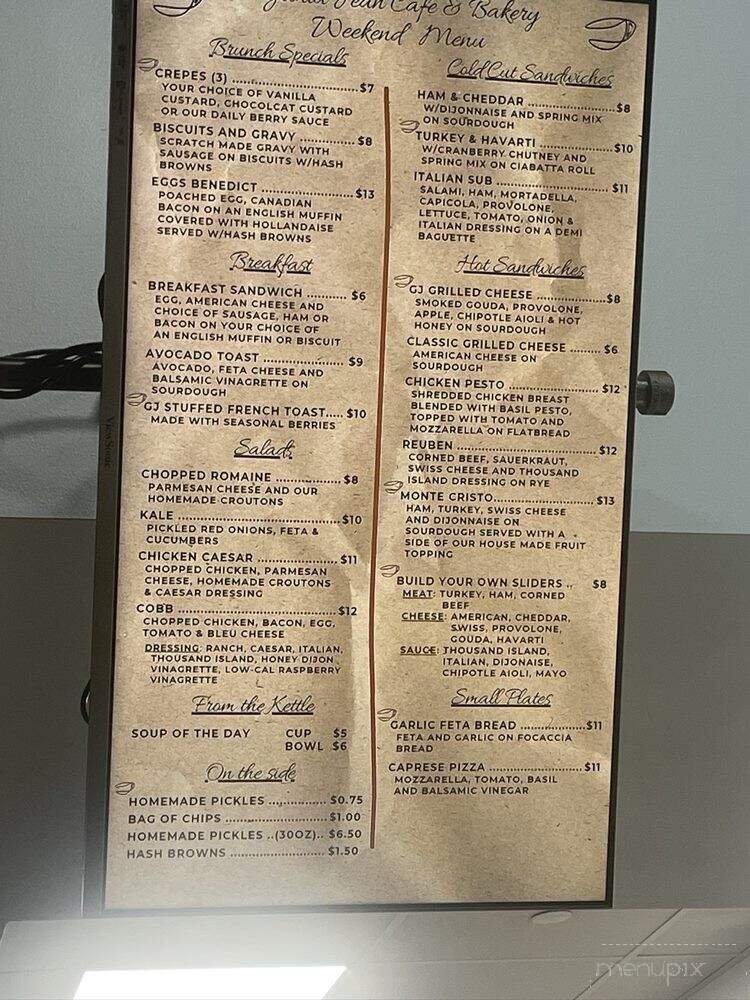 Bean Cafe & Bakery
Weekend Menu
Brunch Specials
CREPES (3) ..............................$7
YOUR CHOICE OF VANILLA
CUSTARD, CHOCOLCAT CUSTARD
OR OUR DAILY BERRY SAUCE
BISCUITS AND GRAVY ..............$8
SCRATCH MADE GRAVY WITH
SAUSAGE ON BISCUITS W/HASH
BROWNS
EGGS BENEDICT ......................$13
POACHED EGG, CANADIAN
BACON ON AN ENGLISH MUFFIN
COVERED WITH HOLLANDAISE
SERVED W/HASH BROWNS
Breakfast
BREAKFAST SANDWICH .......... $6
EGG, AMERICAN CHEESE AND
CHOICE OF SAUSAGE, HAM OR
BACON ON YOUR CHOICE OF
AN ENGLISH MUFFIN OR BISCUIT
AVOCADO TOAST ..................... $9
AVOCADO, FETA CHEESE AND
BALSAMIC VINAGRETTE ON
SOURDOUGH
GJ STUFFED FRENCH TOAST..... $10
MADE WITH SEASONAL BERRIES
Salads
CHOPPED ROMAINE .................$8
PARMESAN CHEESE AND OUR
HOMEMADE CROUTONS
KALE ..........................................$10
PICKLED RED ONIONS, FETA &
CUCUMBERS
CHICKEN CAESAR .................... $11
CHOPPED CHICKEN, PARMESAN
CHEESE, HOMEMADE CROUTONS
& CAESAR DRESSING
COBB .........................................$12
CHOPPED CHICKEN, BACON, EGG,
TOMATO & BLEU CHEESE
DRESSING: RANCH, CAESAR, ITALIAN,
THOUSAND ISLAND, HONEY DIJON
VINAGRETTE, LOW-CAL RASPBERRY
VINAGRETTE
From the Kettle
SOUP OF THE DAY CUP $5
BOWL $6
On the side
HOMEMADE PICKLES .............. $0.75
BAG OF CHIPS ......................... $1.00
HOMEMADE PICKLES ..(30OZ).. $6.50
HASH BROWNS ....................... $1.50
Cold Cut Sandwiches
HAM & CHEDDAR .......................$8
W/DIJONNAISE AND SPRING MIX
ON SOURDOUGH
TURKEY & HAVARTI ....................$10
W/CRANBERRY CHUTNEY AND
SPRING MIX ON CIABATTA ROLL
ITALIAN SUB ............................. $11
SALAMI, HAM, MORTADELLA,
CAPICOLA, PROVOLONE,
LETTUCE, TOMATO, ONION &
ITALIAN DRESSING ON A DEMI
BAGUETTE
Hot Sandwiches
GJ GRILLED CHEESE ..................$8
SMOKED GOUDA, PROVOLONE,
APPLE, CHIPOTLE AIOLI & HOT
HONEY ON SOURDOUGH
CLASSIC GRILLED CHEESE ........ $6
AMERICAN CHEESE ON
SOURDOUGH
CHICKEN PESTO ....................... $12
SHREDDED CHICKEN BREAST
BLENDED WITH BASIL PESTO,
TOPPED WITH TOMATO AND
MOZZARELLA ON FLATBREAD
REUBEN ................................... $12
CORNED BEEF, SAUERKRAUT,
SWISS CHEESE AND THOUSAND
ISLAND DRESSING ON RYE
MONTE CRISTO.......................... $13
HAM, TURKEY, SWISS CHEESE
AND DIJONNAISE ON
SOURDOUGH SERVED WITH A
SIDE OF OUR HOUSE MADE FRUIT
TOPPING
BUILD YOUR OWN SLIDERS .. $8
MEAT: TURKEY, HAM, CORNED
BEEF
CHEESE: AMERICAN, CHEDDAR,
SWISS, PROVOLONE,
GOUDA, HAVARTI
SAUCE: THOUSAND ISLAND,
ITALIAN, DIJONAISE,
CHIPOTLE AIOLI, MAYO
Small Plates
GARLIC FETA BREAD .................$11
FETA AND GARLIC ON FOCACCIA
BREAD
CAPRESE PIZZA ........................$11
MOZZARELLA, TOMATO, BASIL
AND BALSAMIC VINEGAR
ViewSonic
menupix